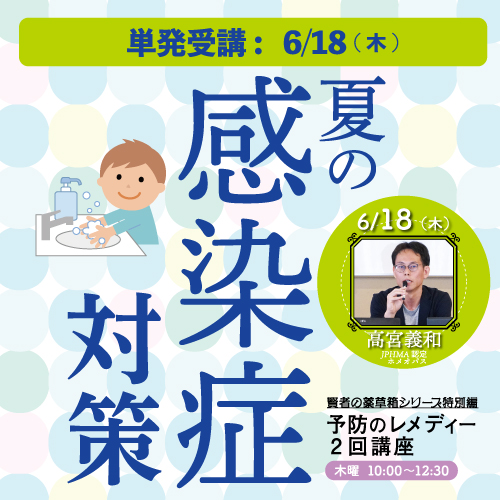 単発受講： 6/18（木）
夏の
感染症
対策
6/18（木）
高宮義和
JPHMA 認定
ホメオパス
賢者の薬草箱シリーズ特別編
予防のレメディー
２回講座
木曜 10:00～12:30